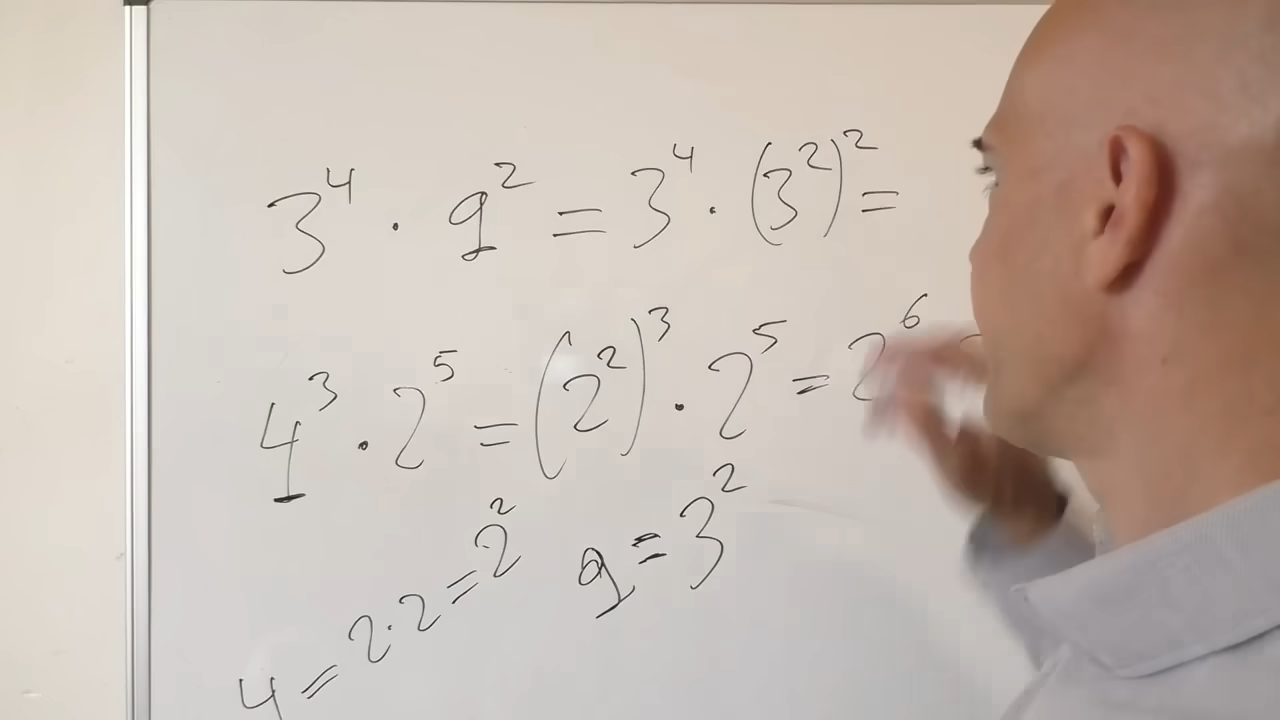 3⁴ · 9² = 3⁴ · (3²)² =
4³ · 2⁵ = (2²)³ · 2⁵ = 2⁶
4 = 2·2 = 2²
9 = 3²